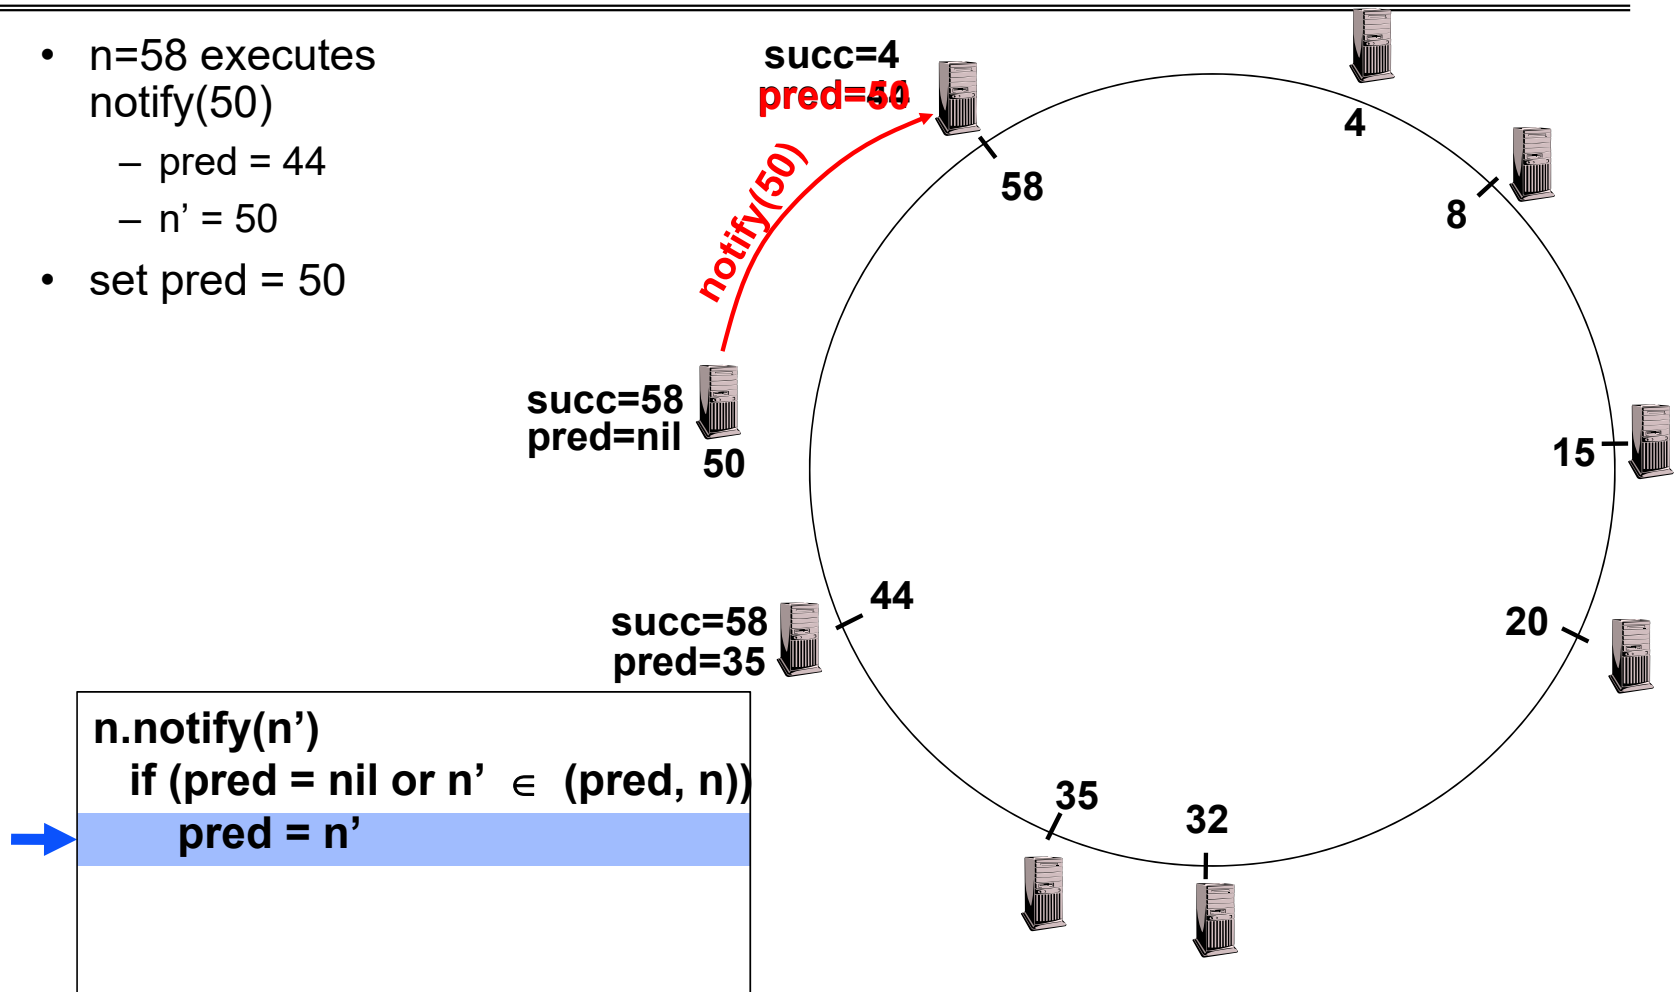 • n=58 executes
notify(50)
– pred = 44
– n’ = 50
• set pred = 50
succ=4
pred=50
notify(50)
58
4
8
succ=58
pred=nil
50
15
44
succ=58
pred=35
20
35
32
n.notify(n’)
if (pred = nil or n’ ∈ (pred, n))
pred = n’